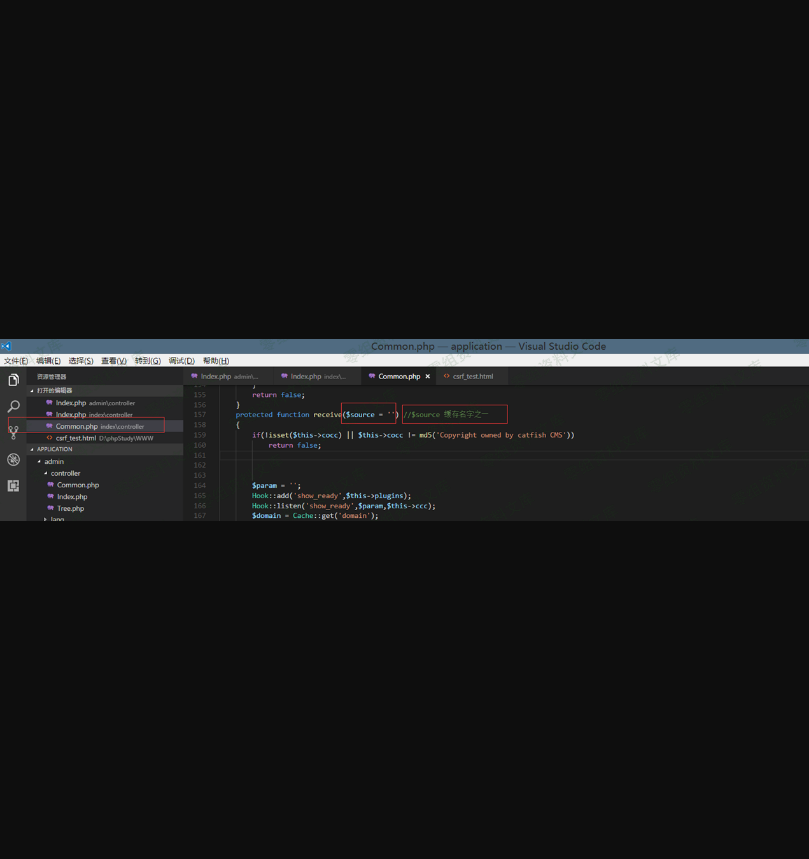 Common.php — application — Visual Studio Code
文件(F) 编辑(E) 选择(S) 查看(V) 转到(G) 调试(D) 帮助(H)
资源管理器
Index.php admin\...
Index.php index\...
Common.php ×
csrf_test.html
打开的编辑器
Index.php admin\controller
Index.php index\controller
Common.php index\controller
csrf_test.html D:\phpStudy\WWW
APPLICATION
admin
controller
Common.php
Index.php
Tree.php
lang
155 return false;
156 }
157 protected function receive($source = '') //$source 缓存名字之一
158 {
159 if(!isset($this->cocc) || $this->cocc != md5('Copyright owned by catfish CMS'))
160 return false;
161
162
163
164 $param = '';
165 Hook::add('show_ready',$this->plugins);
166 Hook::listen('show_ready',$param,$this->ccc);
167 $domain = Cache::get('domain');